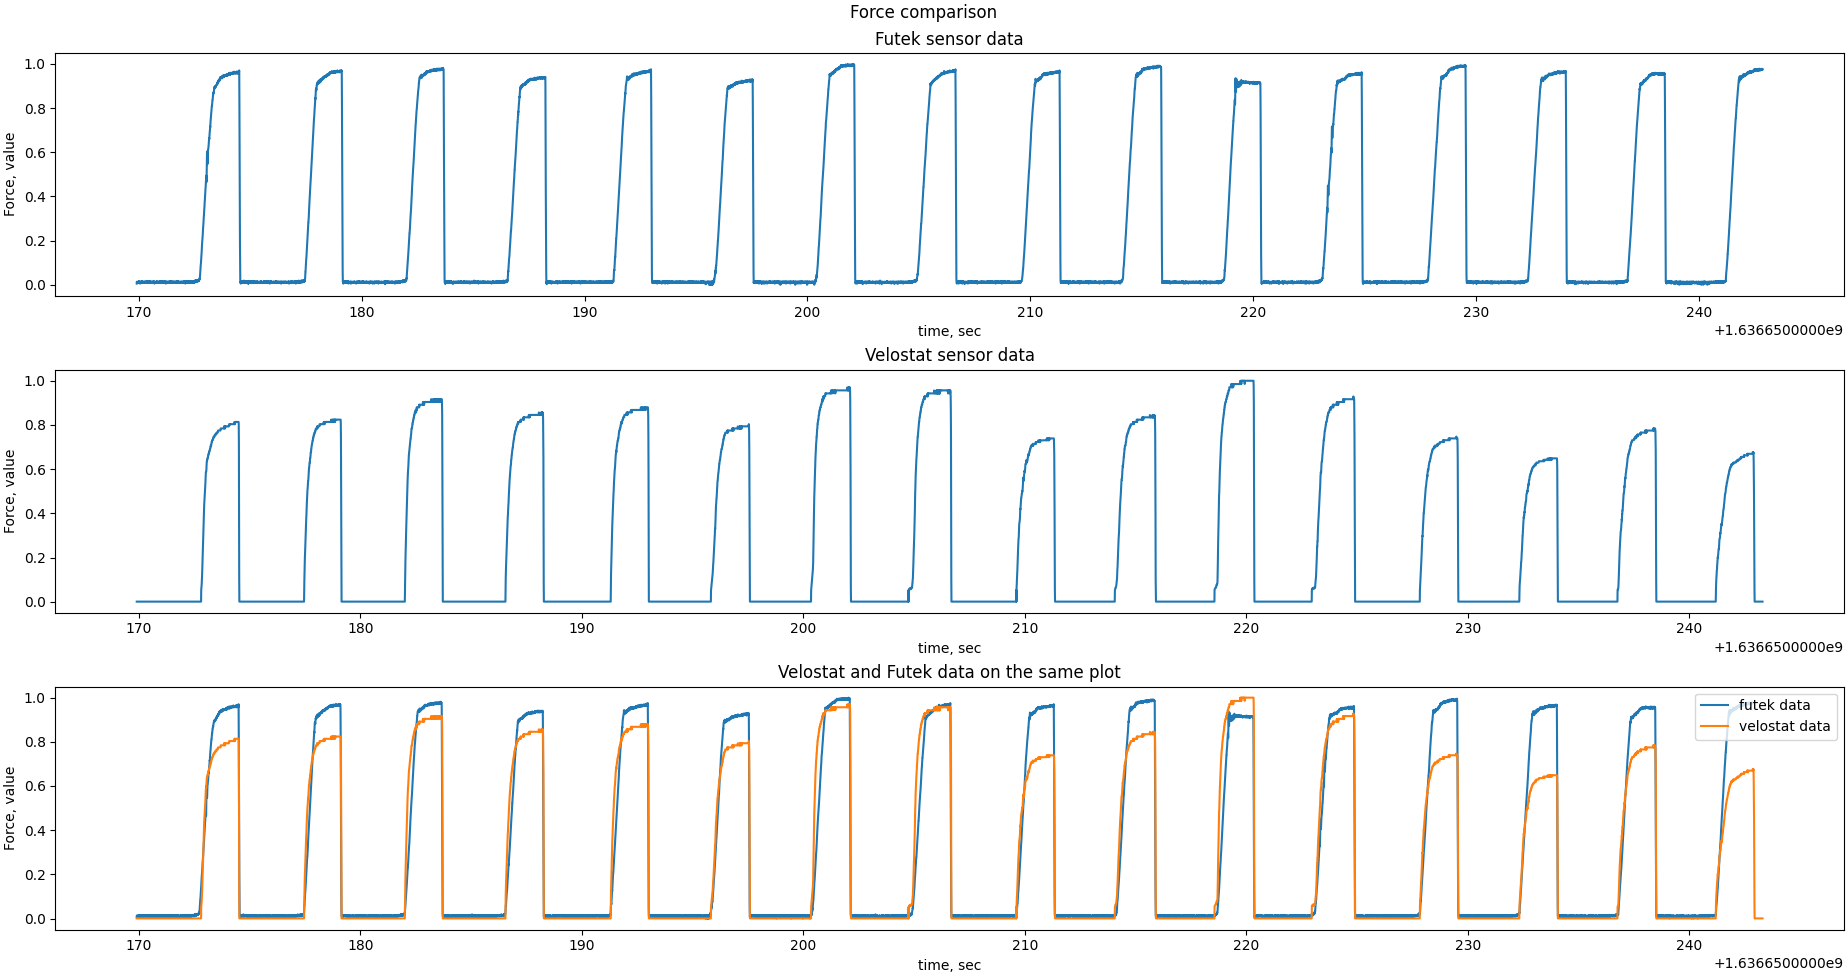 Force comparison
Futek sensor data
1.0
0.8
0.6
0.4
0.2
0.0
Force, value
170 180 190 200 210 220 230 240
time, sec
+1.6366500000e9
Velostat sensor data
1.0
0.8
0.6
0.4
0.2
0.0
Force, value
170 180 190 200 210 220 230 240
time, sec
+1.6366500000e9
Velostat and Futek data on the same plot
1.0
0.8
0.6
0.4
0.2
0.0
Force, value
futek data
velostat data
170 180 190 200 210 220 230 240
time, sec
+1.6366500000e9